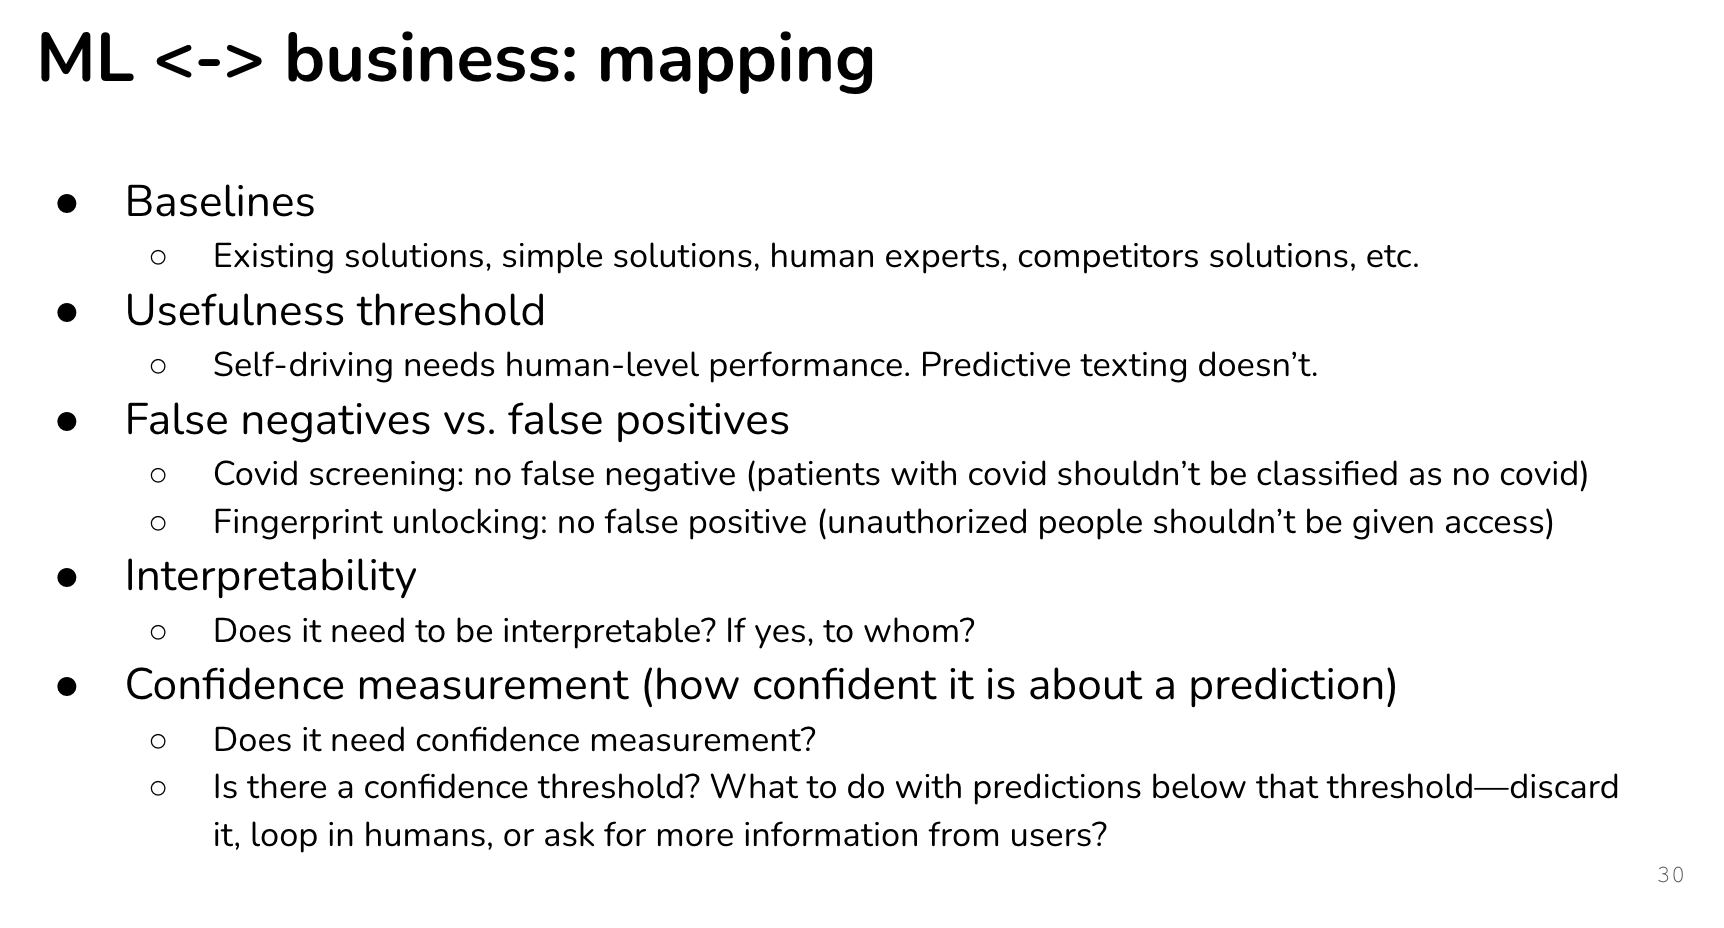 ML <-> business: mapping
● Baselines
○ Existing solutions, simple solutions, human experts, competitors solutions, etc.
● Usefulness threshold
○ Self-driving needs human-level performance. Predictive texting doesn’t.
● False negatives vs. false positives
○ Covid screening: no false negative (patients with covid shouldn’t be classified as no covid)
○ Fingerprint unlocking: no false positive (unauthorized people shouldn’t be given access)
● Interpretability
○ Does it need to be interpretable? If yes, to whom?
● Confidence measurement (how confident it is about a prediction)
○ Does it need confidence measurement?
○ Is there a confidence threshold? What to do with predictions below that threshold—discard
it, loop in humans, or ask for more information from users?
30